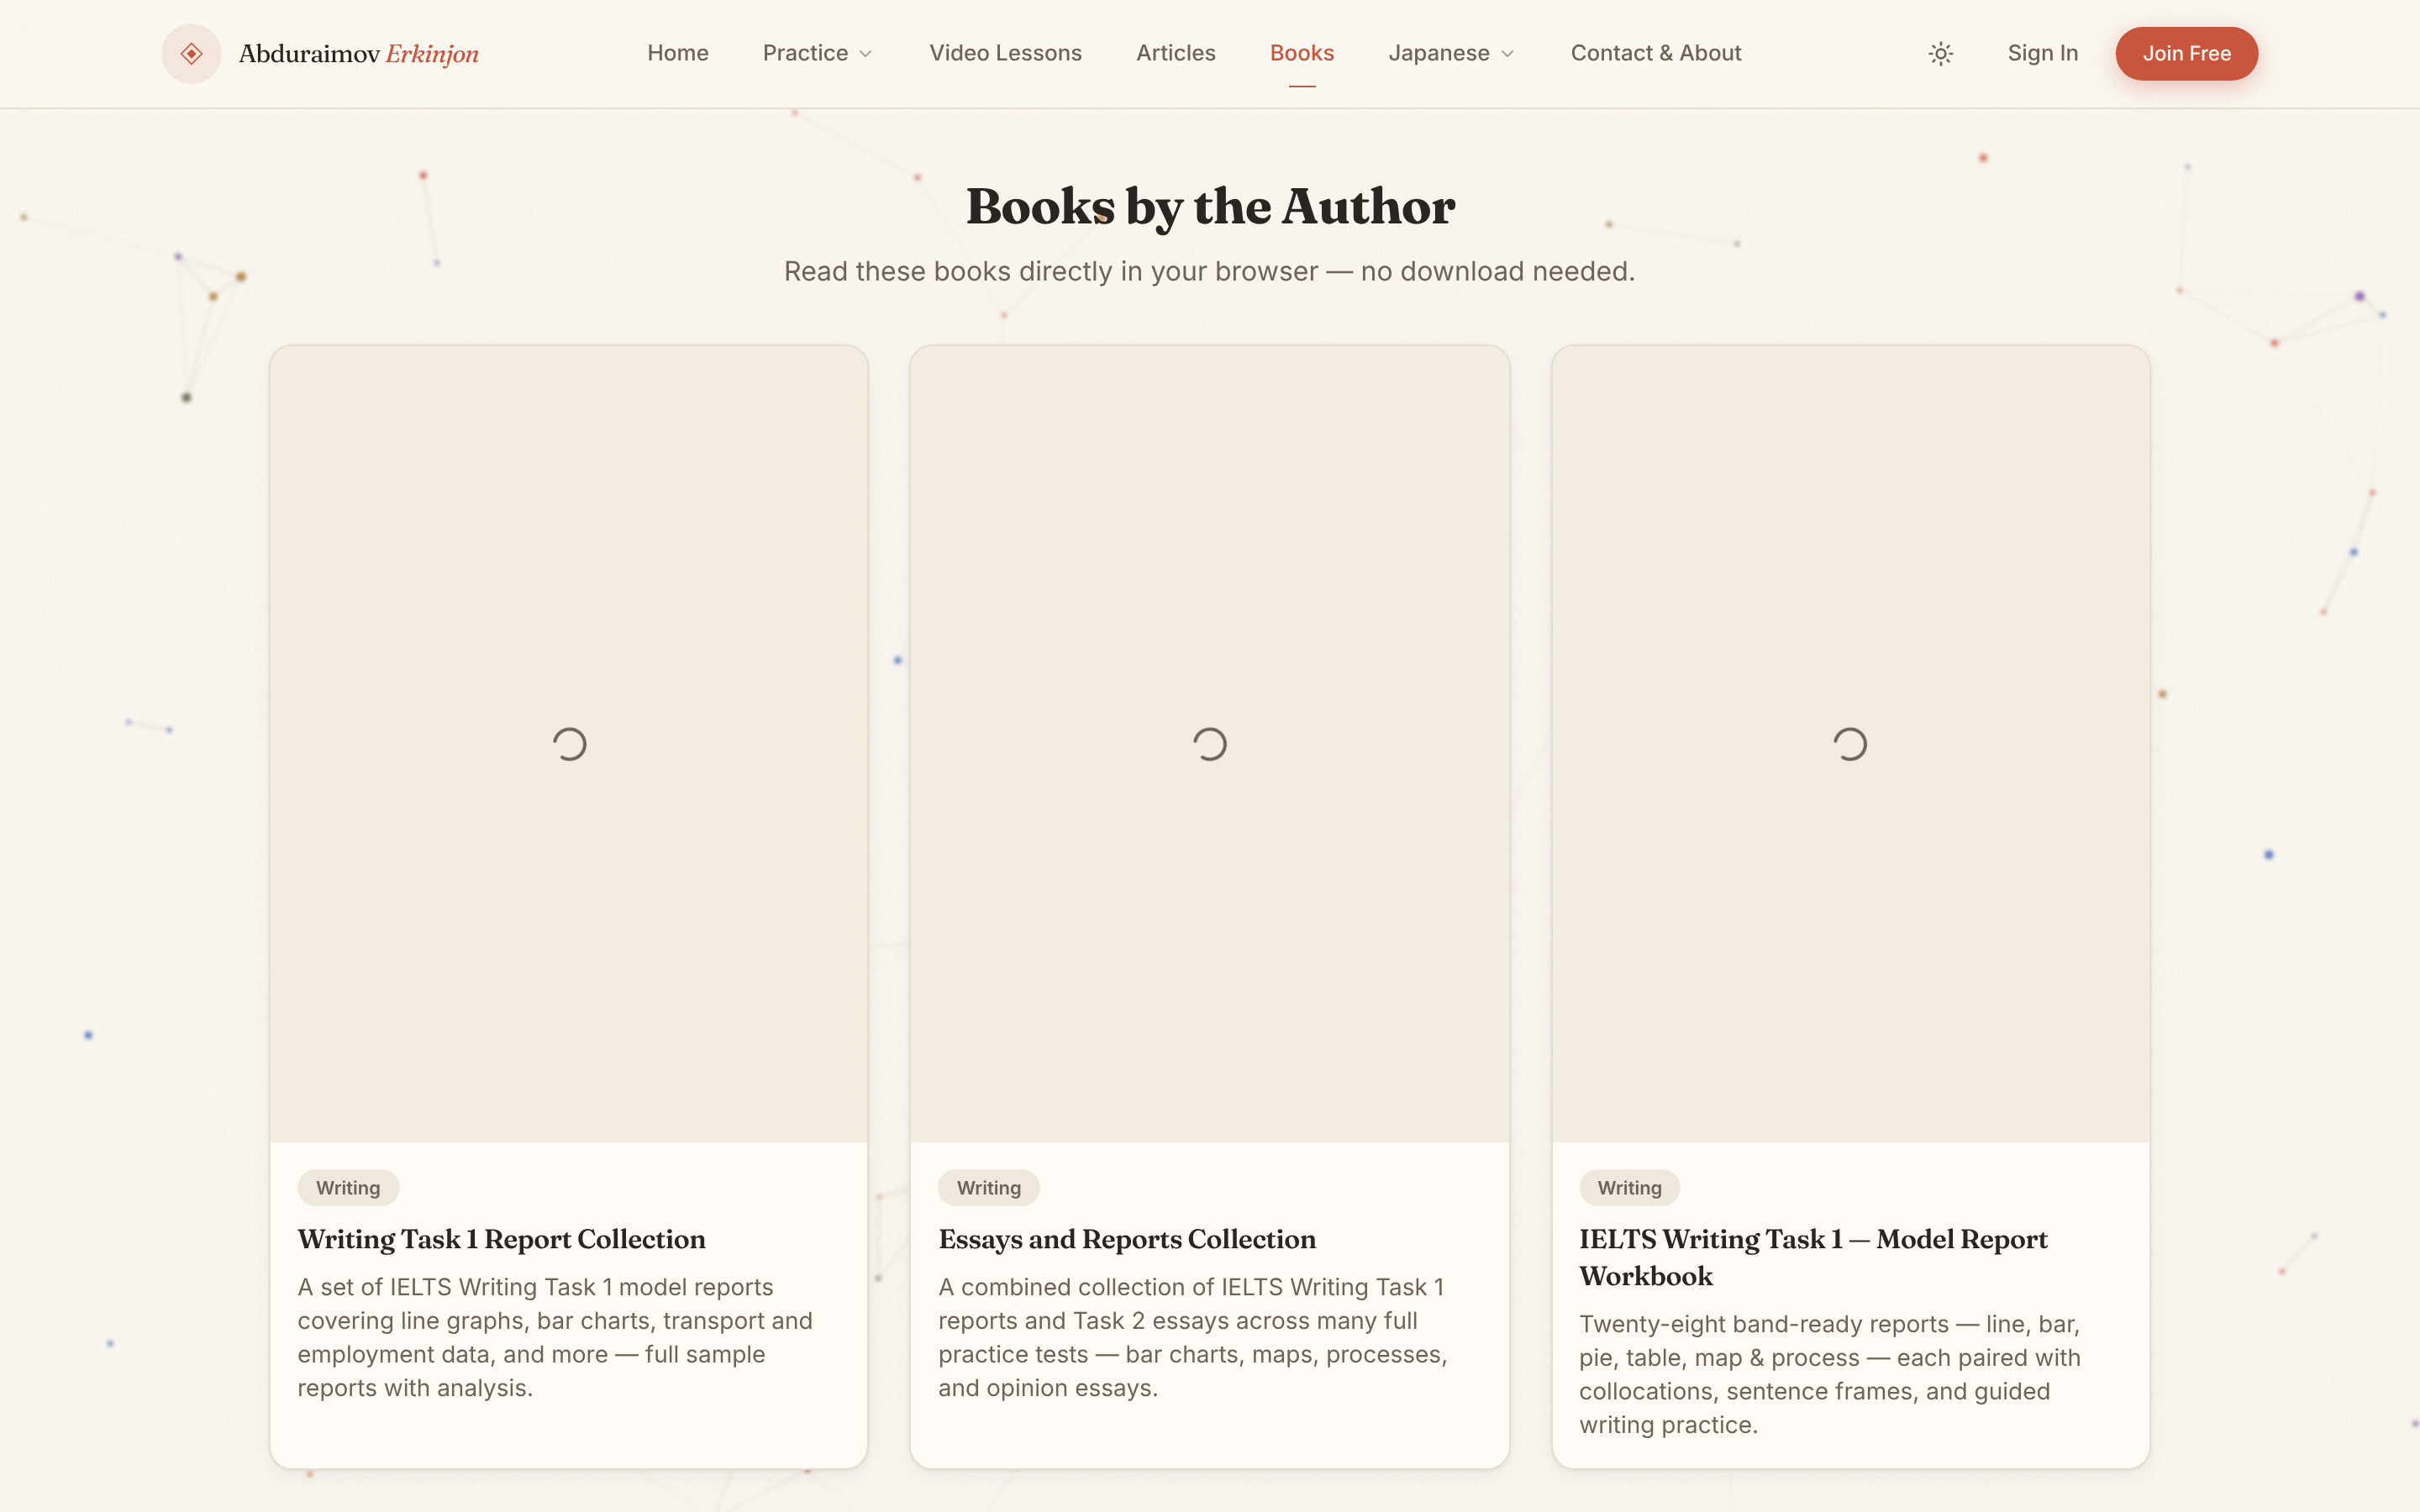 Abduraimov Erkinjon
Home Practice Video Lessons Articles Books Japanese Contact & About Sign In Join Free
Books by the Author
Read these books directly in your browser — no download needed.
Writing
Writing Task 1 Report Collection
A set of IELTS Writing Task 1 model reports
covering line graphs, bar charts, transport and
employment data, and more — full sample
reports with analysis.
Writing
Essays and Reports Collection
A combined collection of IELTS Writing Task 1
reports and Task 2 essays across many full
practice tests — bar charts, maps, processes,
and opinion essays.
Writing
IELTS Writing Task 1 — Model Report
Workbook
Twenty-eight band-ready reports — line, bar,
pie, table, map & process — each paired with
collocations, sentence frames, and guided
writing practice.